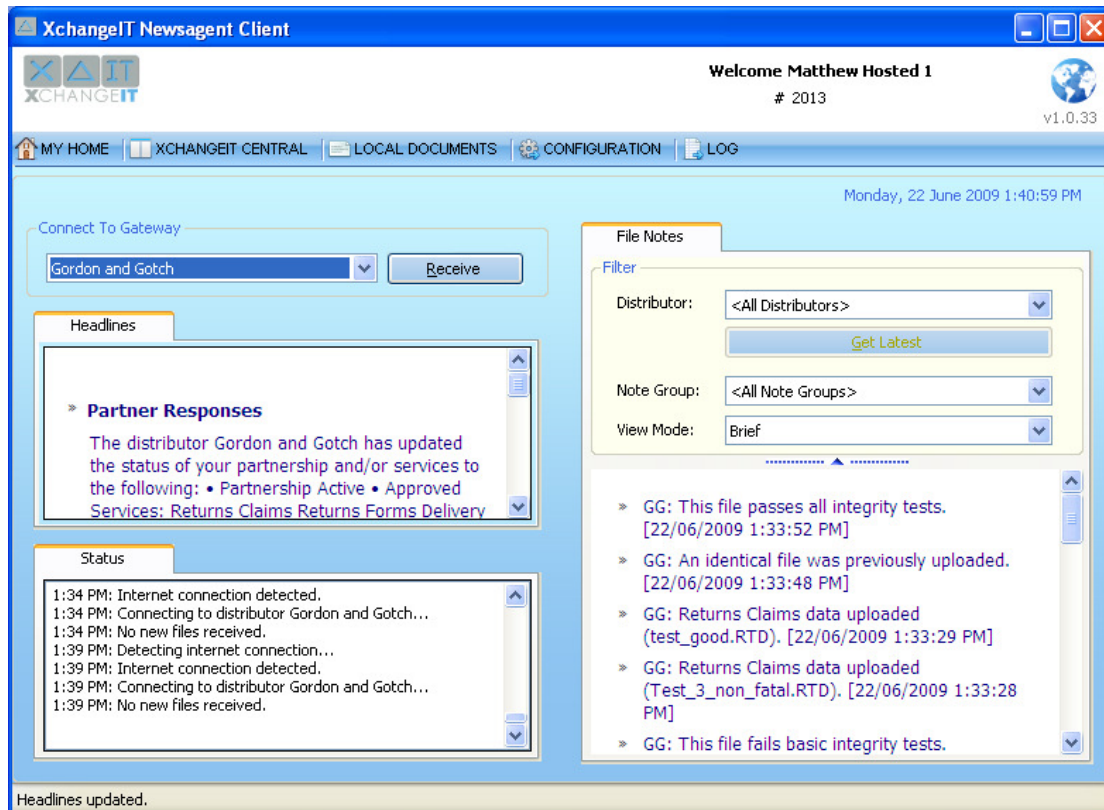 XchangeIT Newsagent Client
X IT
XCHANGEIT
Welcome Matthew Hosted 1
# 2013
v1.0.33
MY HOME
XCHANGEIT CENTRAL
LOCAL DOCUMENTS
CONFIGURATION
LOG
Monday, 22 June 2009 1:40:59 PM
Connect To Gateway
Gordon and Gotch
Receive
Headlines
» Partner Responses
The distributor Gordon and Gotch has updated
the status of your partnership and/or services to
the following: • Partnership Active • Approved
Services: Returns Claims Returns Forms Delivery
Status
1:34 PM: Internet connection detected.
1:34 PM: Connecting to distributor Gordon and Gotch...
1:34 PM: No new files received.
1:39 PM: Detecting internet connection...
1:39 PM: Internet connection detected.
1:39 PM: Connecting to distributor Gordon and Gotch...
1:39 PM: No new files received.
File Notes
Filter
Distributor: <All Distributors>
Get Latest
Note Group: <All Note Groups>
View Mode: Brief
» GG: This file passes all integrity tests.
[22/06/2009 1:33:52 PM]
» GG: An identical file was previously uploaded.
[22/06/2009 1:33:48 PM]
» GG: Returns Claims data uploaded
(test_good.RTD). [22/06/2009 1:33:29 PM]
» GG: Returns Claims data uploaded
(Test_3_non_fatal.RTD). [22/06/2009 1:33:28
PM]
» GG: This file fails basic integrity tests.
Headlines updated.